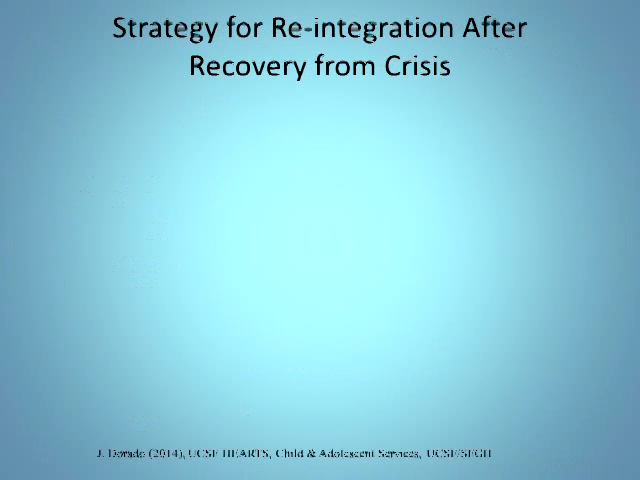 Strategy for Re-integration After
Recovery from Crisis
J. Dorado (2014), UCSF HEARTS, Child & Adolescent Services, UCSF/SFGH